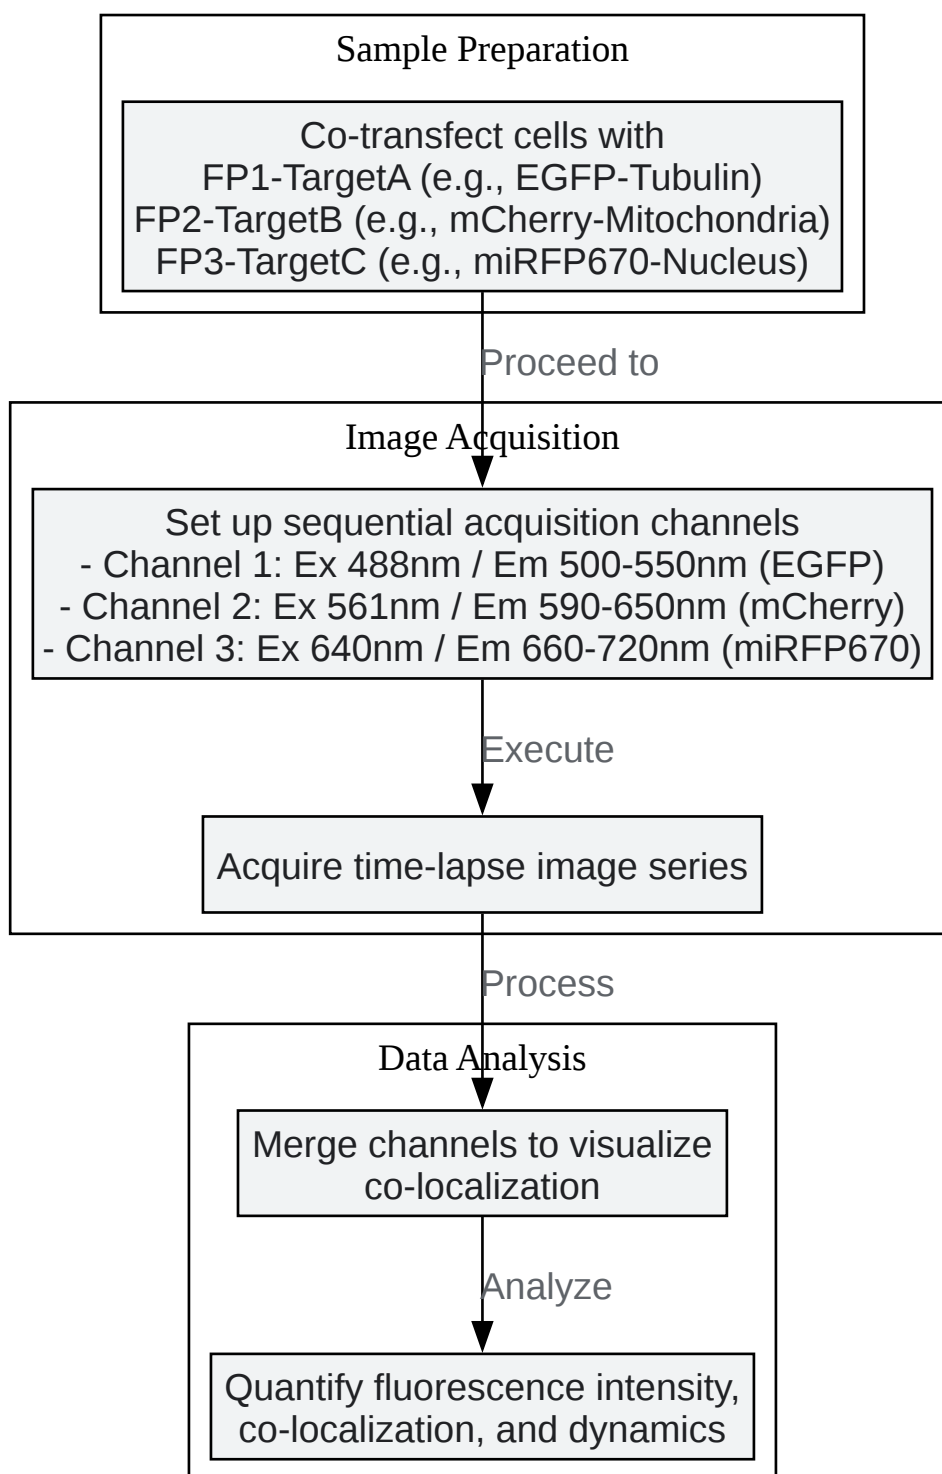 Sample Preparation
Co-transfect cells with
FP1-TargetA (e.g., EGFP-Tubulin)
FP2-TargetB (e.g., mCherry-Mitochondria)
FP3-TargetC (e.g., miRFP670-Nucleus)
Proceed to
Image Acquisition
Set up sequential acquisition channels
- Channel 1: Ex 488nm / Em 500-550nm (EGFP)
- Channel 2: Ex 561nm / Em 590-650nm (mCherry)
- Channel 3: Ex 640nm / Em 660-720nm (miRFP670)
Execute
Acquire time-lapse image series
Process
Data Analysis
Merge channels to visualize
co-localization
Analyze
Quantify fluorescence intensity,
co-localization, and dynamics